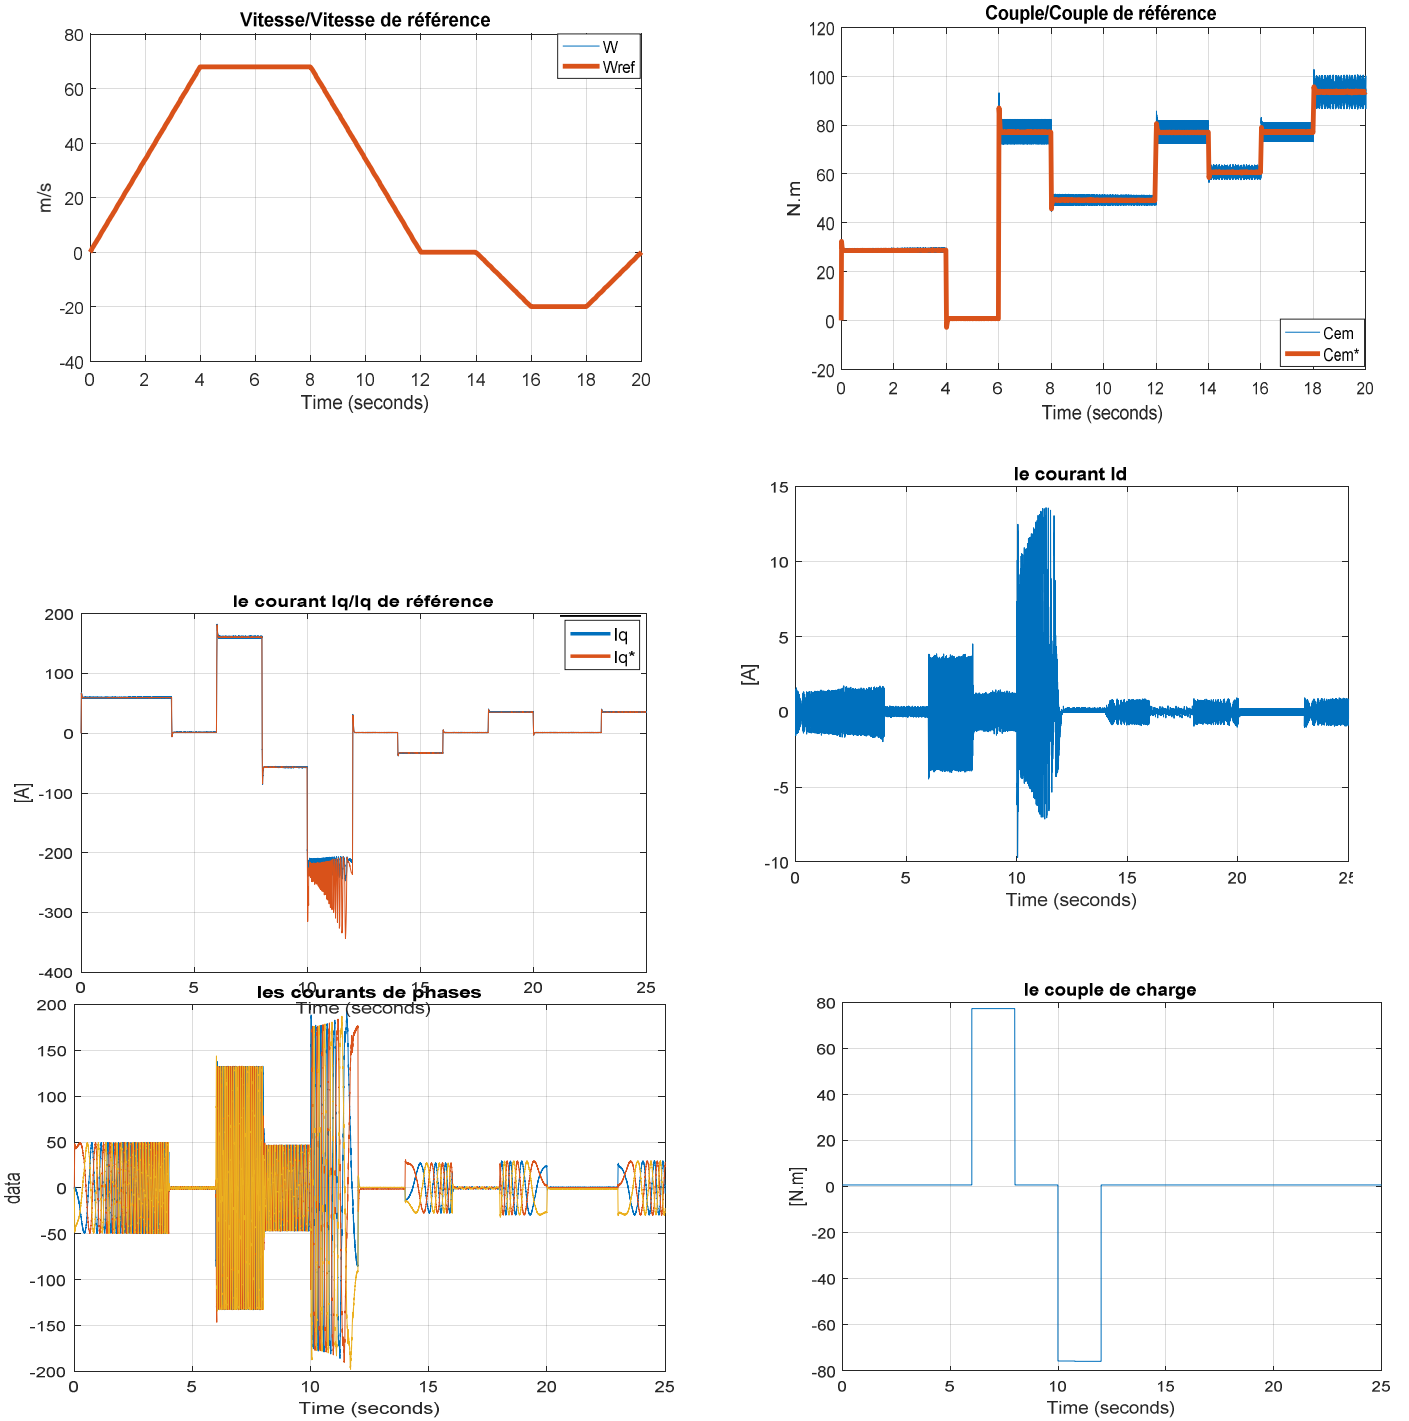 Vitesse/Vitesse de référence
80
60
40
20
0
-20
-40
m/s
W
Wref
0 2 4 6 8 10 12 14 16 18 20
Time (seconds)
Couple/Couple de référence
120
100
80
60
40
20
0
-20
N.m
Cem
Cem*
0 2 4 6 8 10 12 14 16 18 20
Time (seconds)
le courant Id
15
10
5
0
-5
-10
[A]
0 5 10 15 20 25
Time (seconds)
le courant Iq/Iq de référence
200
100
0
-100
-200
-300
-400
[A]
Iq
Iq*
0 5 10 15 20 25
Time (seconds)
les courants de phases
200
150
100
50
0
-50
-100
-150
-200
data
0 5 10 15 20 25
Time (seconds)
le couple de charge
80
60
40
20
0
-20
-40
-60
-80
[N.m]
0 5 10 15 20 25
Time (seconds)